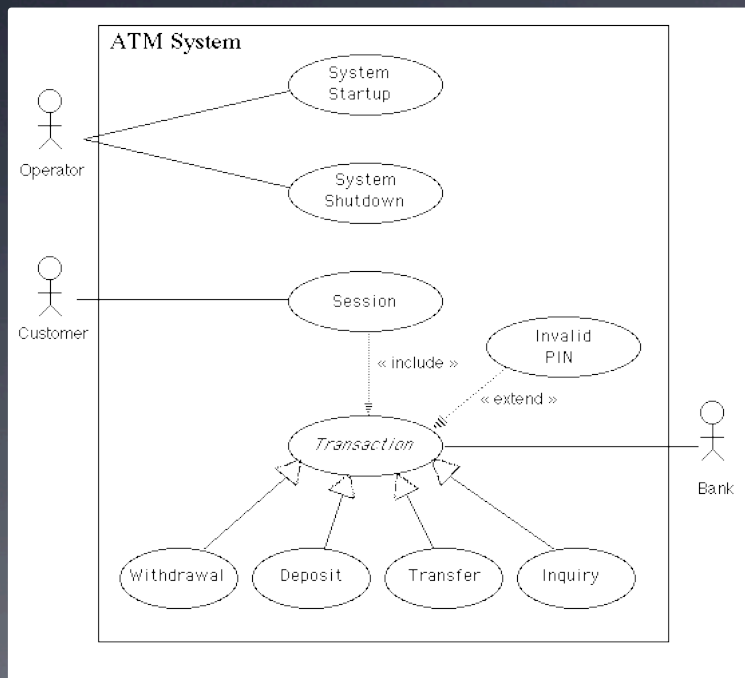 ATM System
System
Startup
Operator
System
Shutdown
Customer
Session
Invalid
PIN
« include »
« extend »
Transaction
Bank
Withdrawal
Deposit
Transfer
Inquiry